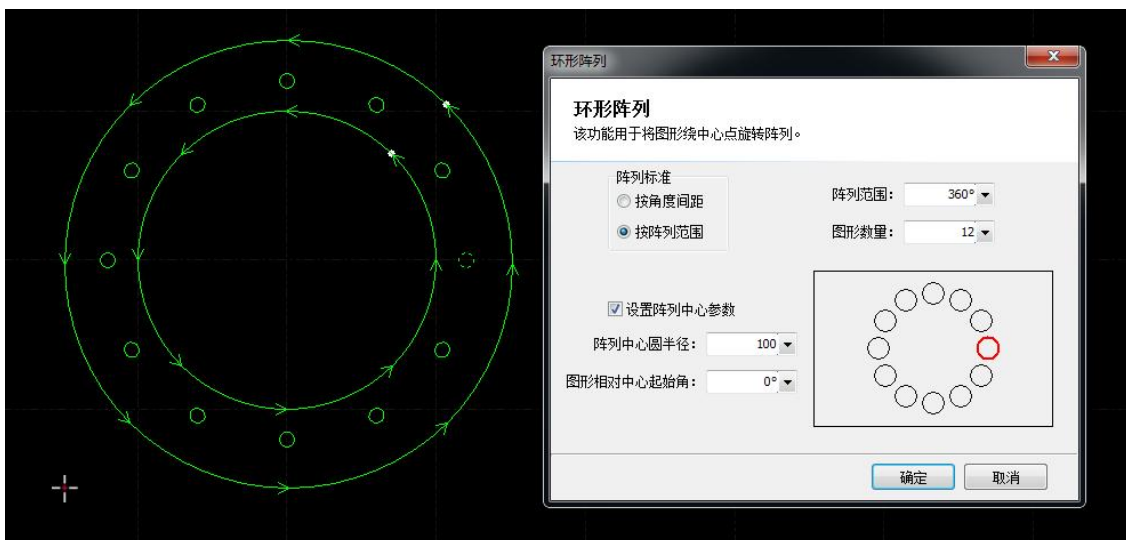 环形阵列
环形阵列
该功能用于将图形绕中心点旋转阵列。
阵列标准
按角度间距
按阵列范围
阵列范围： 360°
图形数量： 12
设置阵列中心参数
阵列中心圆半径： 100
图形相对中心起始角： 0°
确定 取消